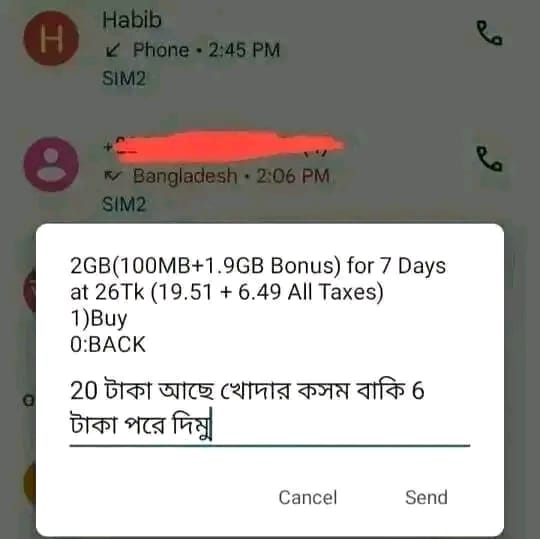 H
Habib
↙ Phone • 2:45 PM
SIM2
Bangladesh • 2:06 PM
SIM2
2GB(100MB+1.9GB Bonus) for 7 Days
at 26Tk (19.51 + 6.49 All Taxes)
1)Buy
0:BACK
20 টাকা আছে খোদার কসম বাকি 6
টাকা পরে দিমু
Cancel
Send